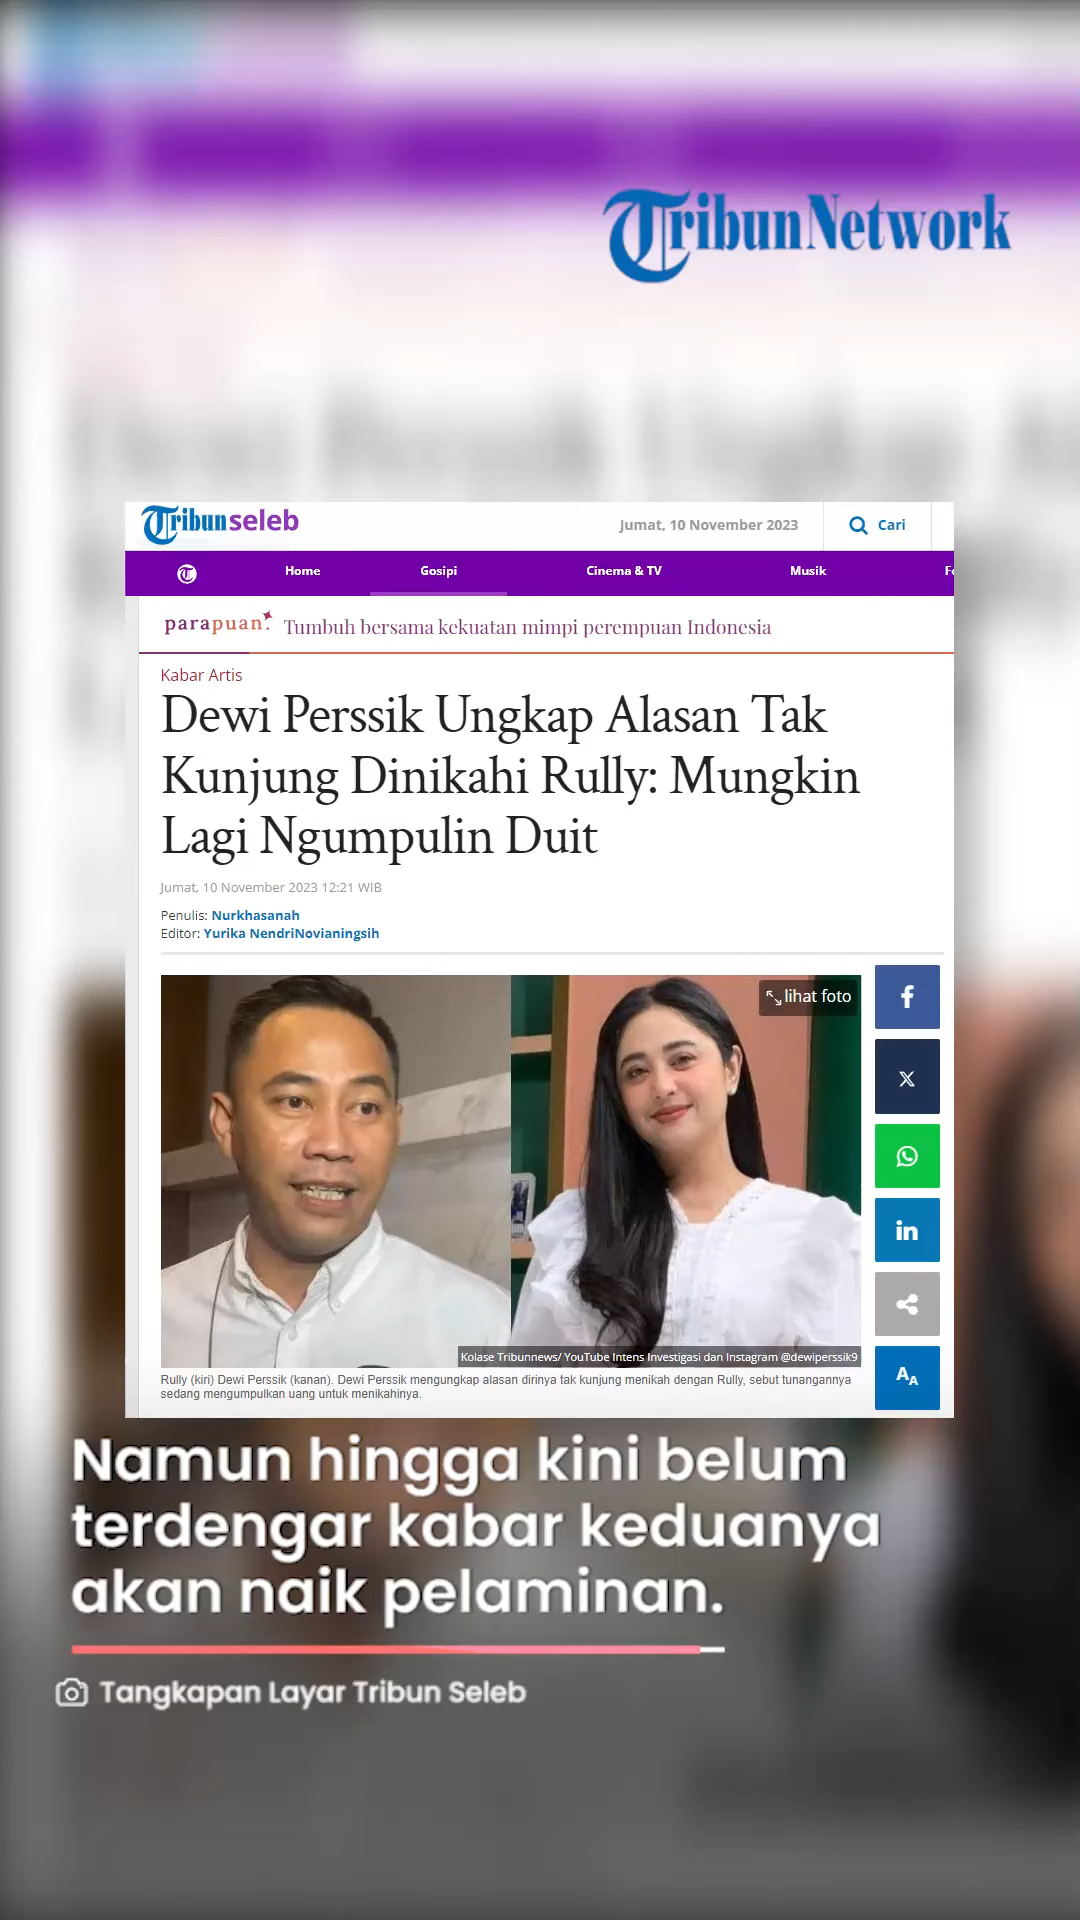 Tribun Network
Tribunseleb
Jumat, 10 November 2023
Cari
Home
Gosipi
Cinema & TV
Musik
parapuan.
Tumbuh bersama kekuatan mimpi perempuan Indonesia
Kabar Artis
Dewi Perssik Ungkap Alasan Tak
Kunjung Dinikahi Rully: Mungkin
Lagi Ngumpulin Duit
Jumat, 10 November 2023 12:21 WIB
Penulis: Nurkhasanah
Editor: Yurika NendriNovianingsih
lihat foto
Kolase Tribunnews/ YouTube Intens Investigasi dan Instagram @dewiperssik9
Rully (kiri) Dewi Perssik (kanan). Dewi Perssik mengungkap alasan dirinya tak kunjung menikah dengan Rully, sebut tunangannya
sedang mengumpulkan uang untuk menikahinya.
Namun hingga kini belum
terdengar kabar keduanya
akan naik pelaminan.
Tangkapan Layar Tribun Seleb